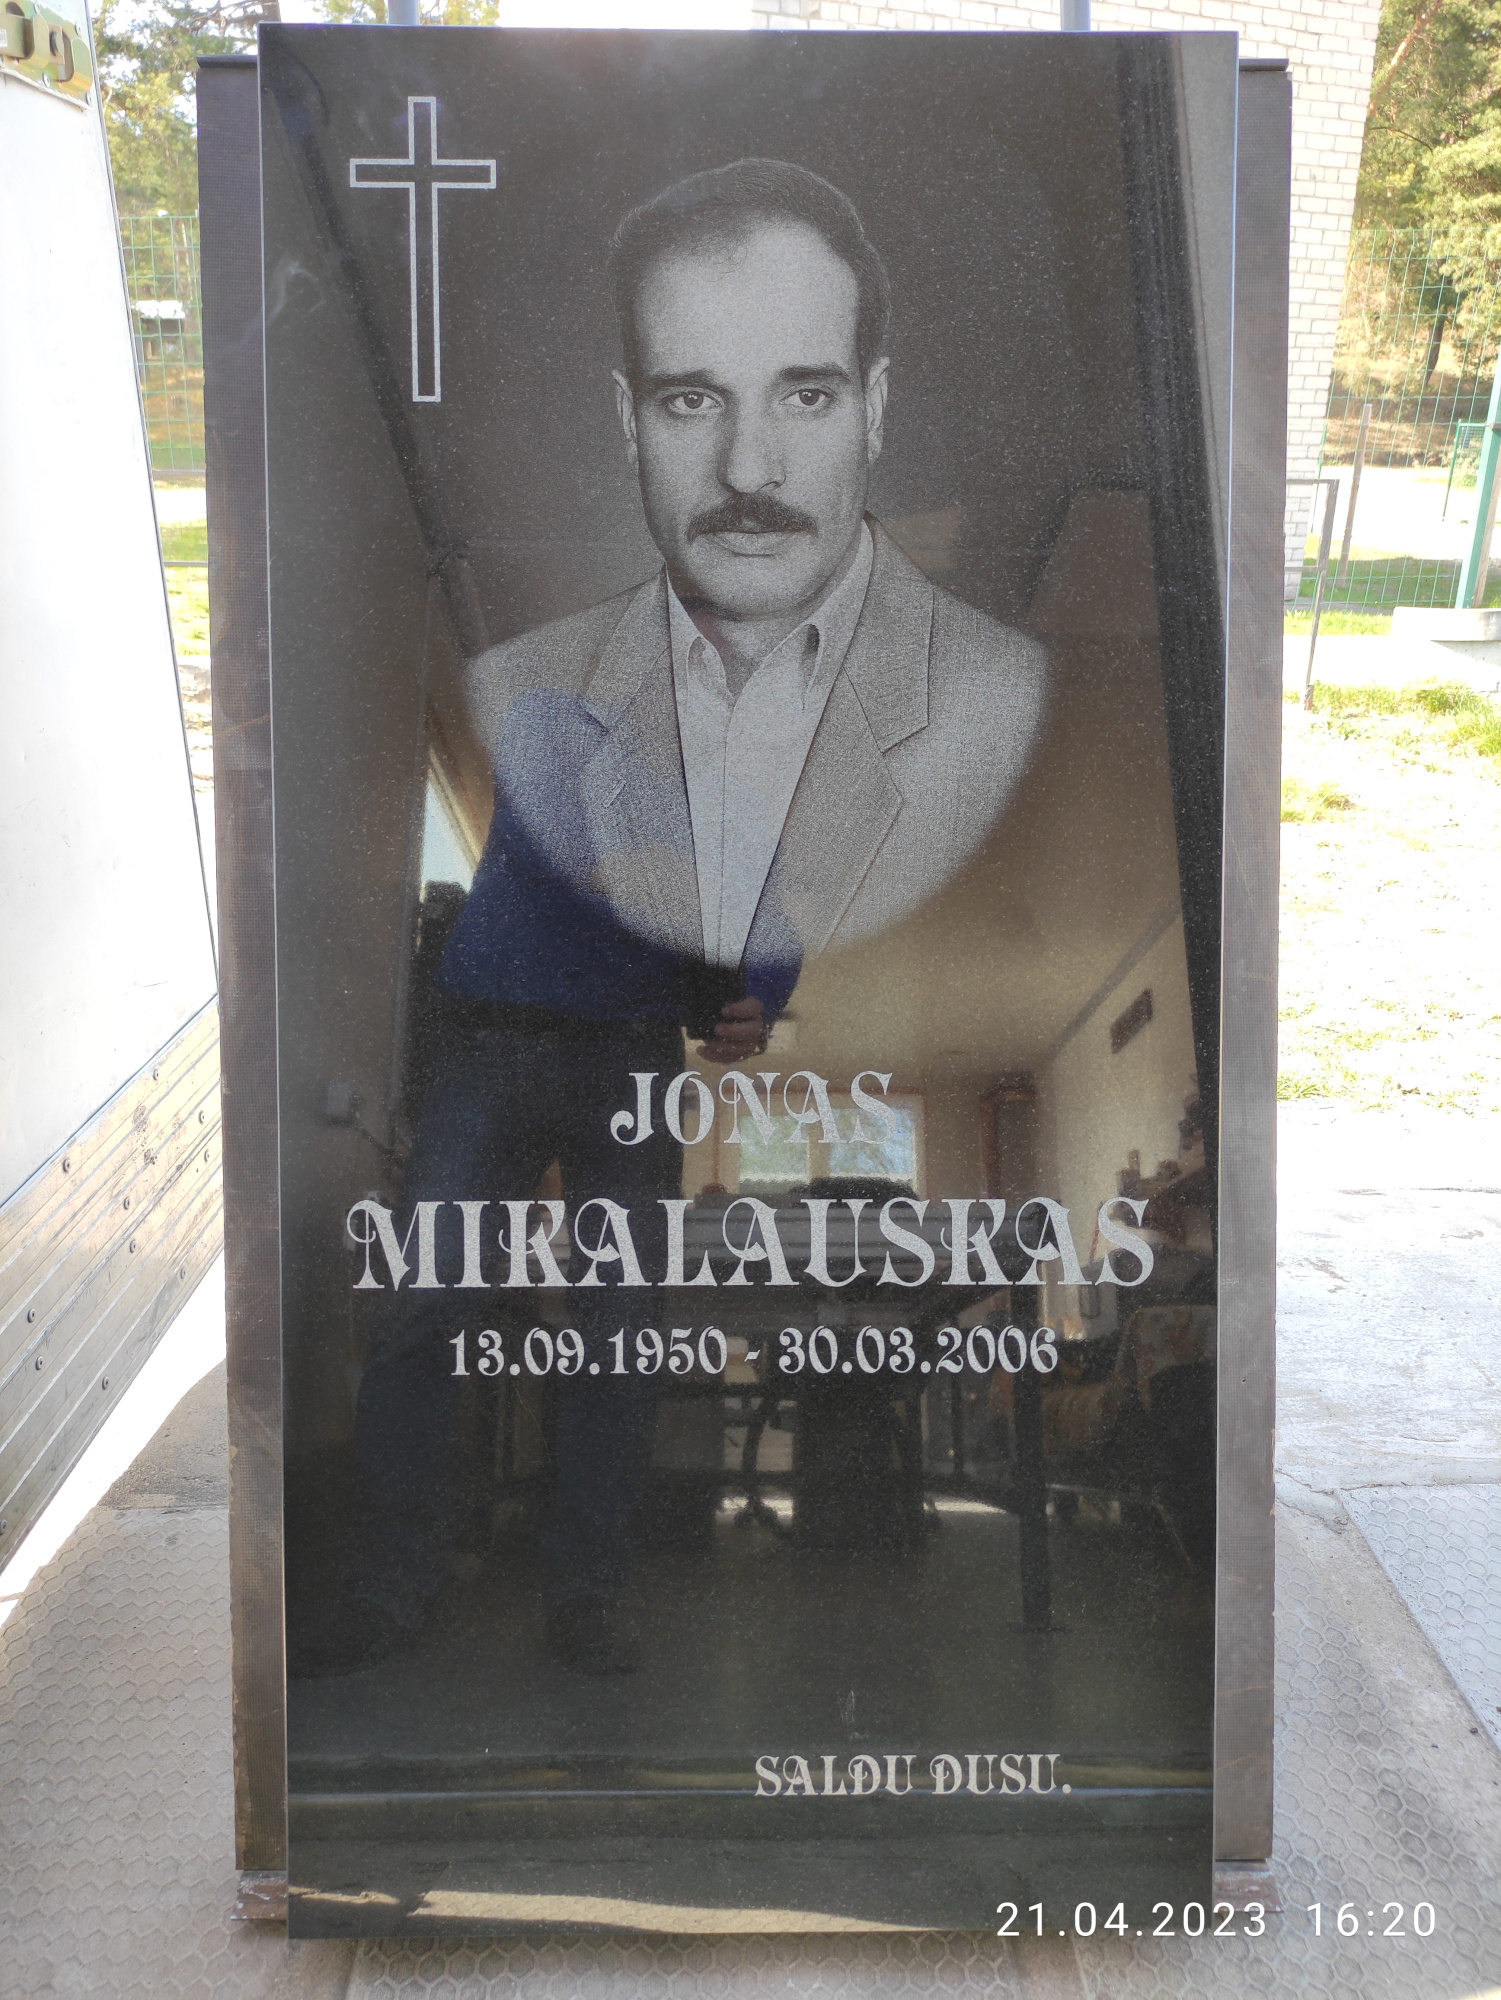 JONAS
MIKALAUSKAS
13.09.1950 - 30.03.2006
SALDU DUSU.
21.04.2023 16:20